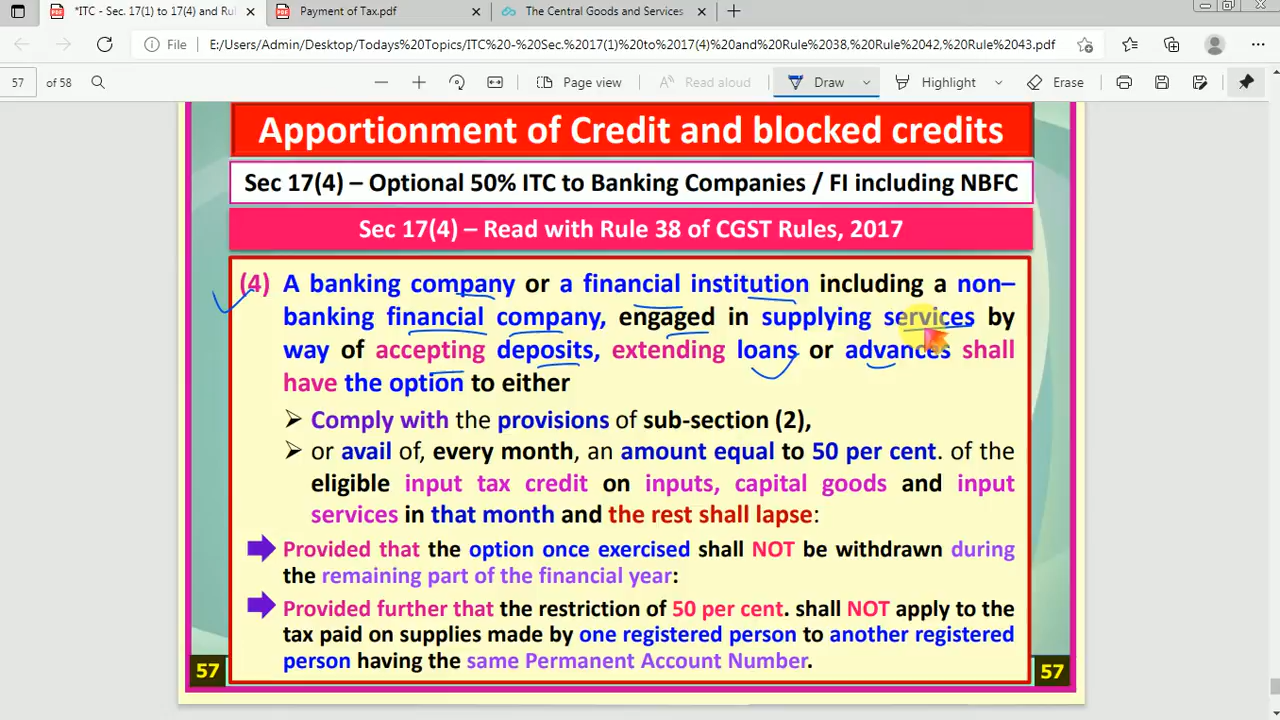 *ITC - Sec. 17(1) to 17(4) and Rul
Payment of Tax.pdf
The Central Goods and Services
File
E:/Users/Admin/Desktop/Todays%20Topics/ITC%20-%20Sec.%2017(1)%20to%2017(4)%20and%20Rule%2038,%20Rule%2042,%20Rule%2043.pdf
57 of 58
Page view
Read aloud
Draw
Highlight
Erase
Apportionment of Credit and blocked credits
Sec 17(4) – Optional 50% ITC to Banking Companies / FI including NBFC
Sec 17(4) – Read with Rule 38 of CGST Rules, 2017
(4) A banking company or a financial institution including a non–
banking financial company, engaged in supplying services by
way of accepting deposits, extending loans or advances shall
have the option to either
➢ Comply with the provisions of sub-section (2),
➢ or avail of, every month, an amount equal to 50 per cent. of the
eligible input tax credit on inputs, capital goods and input
services in that month and the rest shall lapse:
Provided that the option once exercised shall NOT be withdrawn during
the remaining part of the financial year:
Provided further that the restriction of 50 per cent. shall NOT apply to the
tax paid on supplies made by one registered person to another registered
person having the same Permanent Account Number.
57
57